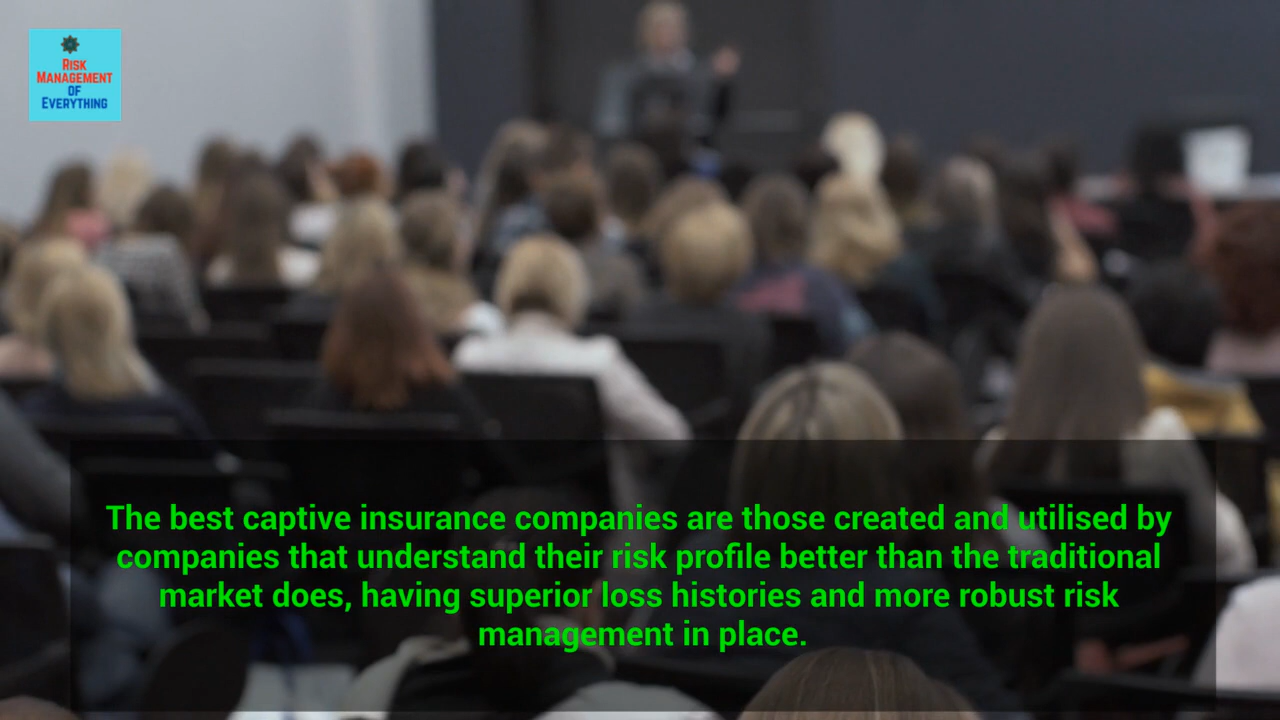 RISK
MANAGEMENT
OF
EVERYTHING
The best captive insurance companies are those created and utilised by
companies that understand their risk profile better than the traditional
market does, having superior loss histories and more robust risk
management in place.